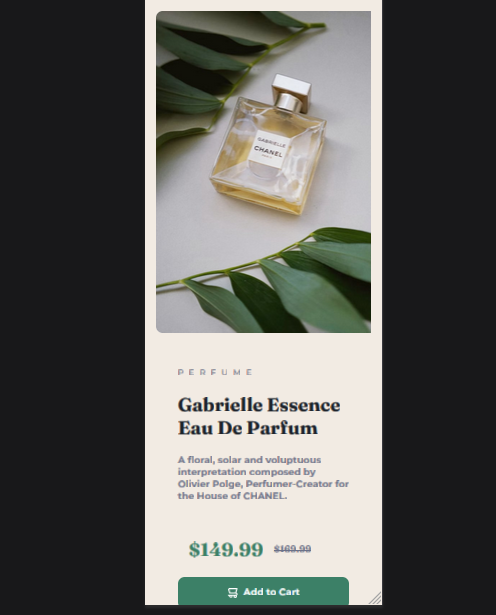 GABRIELLE
CHANEL
PARIS
PERFUME
Gabrielle Essence
Eau De Parfum
A floral, solar and voluptuous
interpretation composed by
Olivier Polge, Perfumer-Creator for
the House of CHANEL.
$149.99 $169.99
Add to Cart